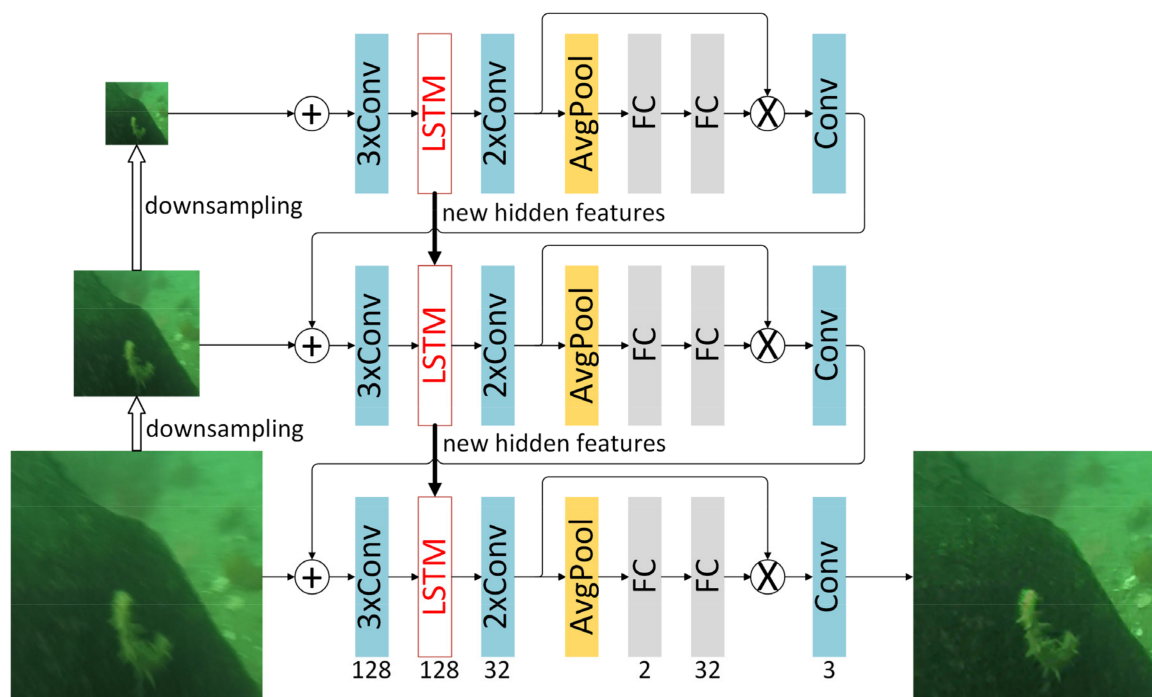 3xConv
LSTM
2xConv
AvgPool
FC
FC
X
Conv
+
downsampling
new hidden features
3xConv
LSTM
2xConv
AvgPool
FC
FC
X
Conv
+
downsampling
new hidden features
3xConv
LSTM
2xConv
AvgPool
FC
FC
X
Conv
+
128 128 32 2 32 3